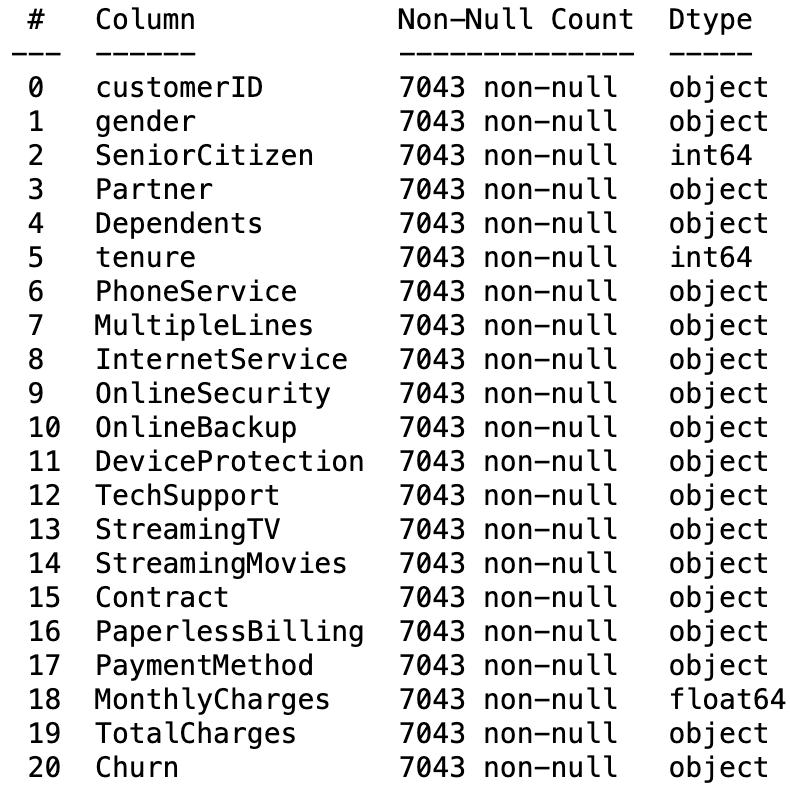 #   Column            Non-Null Count  Dtype
--- ------            --------------  -----
0   customerID        7043 non-null   object
1   gender            7043 non-null   object
2   SeniorCitizen     7043 non-null   int64
3   Partner           7043 non-null   object
4   Dependents        7043 non-null   object
5   tenure            7043 non-null   int64
6   PhoneService      7043 non-null   object
7   MultipleLines     7043 non-null   object
8   InternetService   7043 non-null   object
9   OnlineSecurity    7043 non-null   object
10  OnlineBackup      7043 non-null   object
11  DeviceProtection  7043 non-null   object
12  TechSupport       7043 non-null   object
13  StreamingTV       7043 non-null   object
14  StreamingMovies   7043 non-null   object
15  Contract          7043 non-null   object
16  PaperlessBilling  7043 non-null   object
17  PaymentMethod     7043 non-null   object
18  MonthlyCharges    7043 non-null   float64
19  TotalCharges      7043 non-null   object
20  Churn             7043 non-null   object